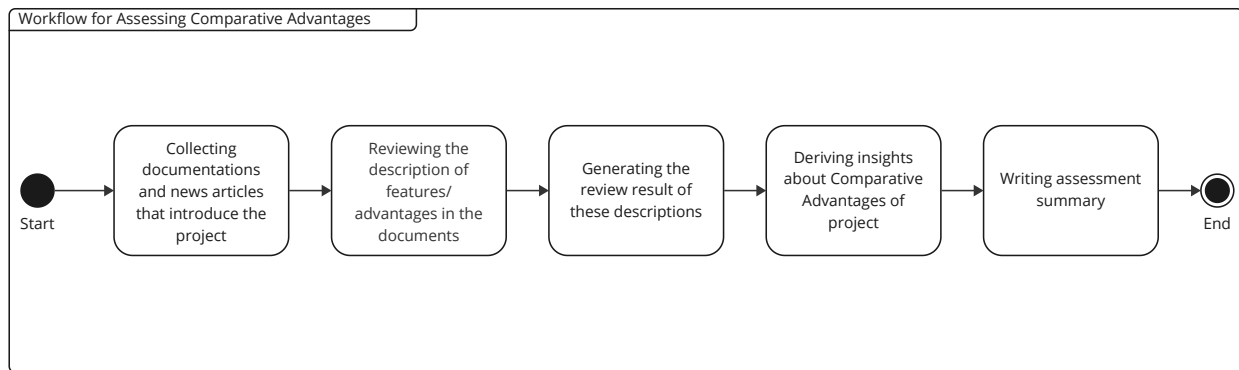 Workflow for Assessing Comparative Advantages
Start
Collecting
documentations
and news articles
that introduce the
project
Reviewing the
description of
features/
advantages in the
documents
Generating the
review result of
these descriptions
Deriving insights
about Comparative
Advantages of
project
Writing assessment
summary
End